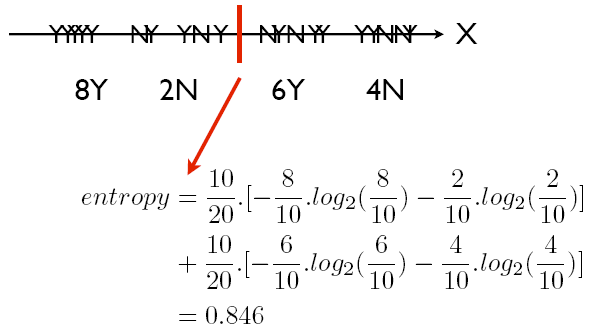 YYYYY NY YNY NYNYY YYNNY X
8Y 2N 6Y 4N
entropy = 10/20.[-8/10.log₂(8/10) - 2/10.log₂(2/10)]
+ 10/20.[-6/10.log₂(6/10) - 4/10.log₂(4/10)]
= 0.846